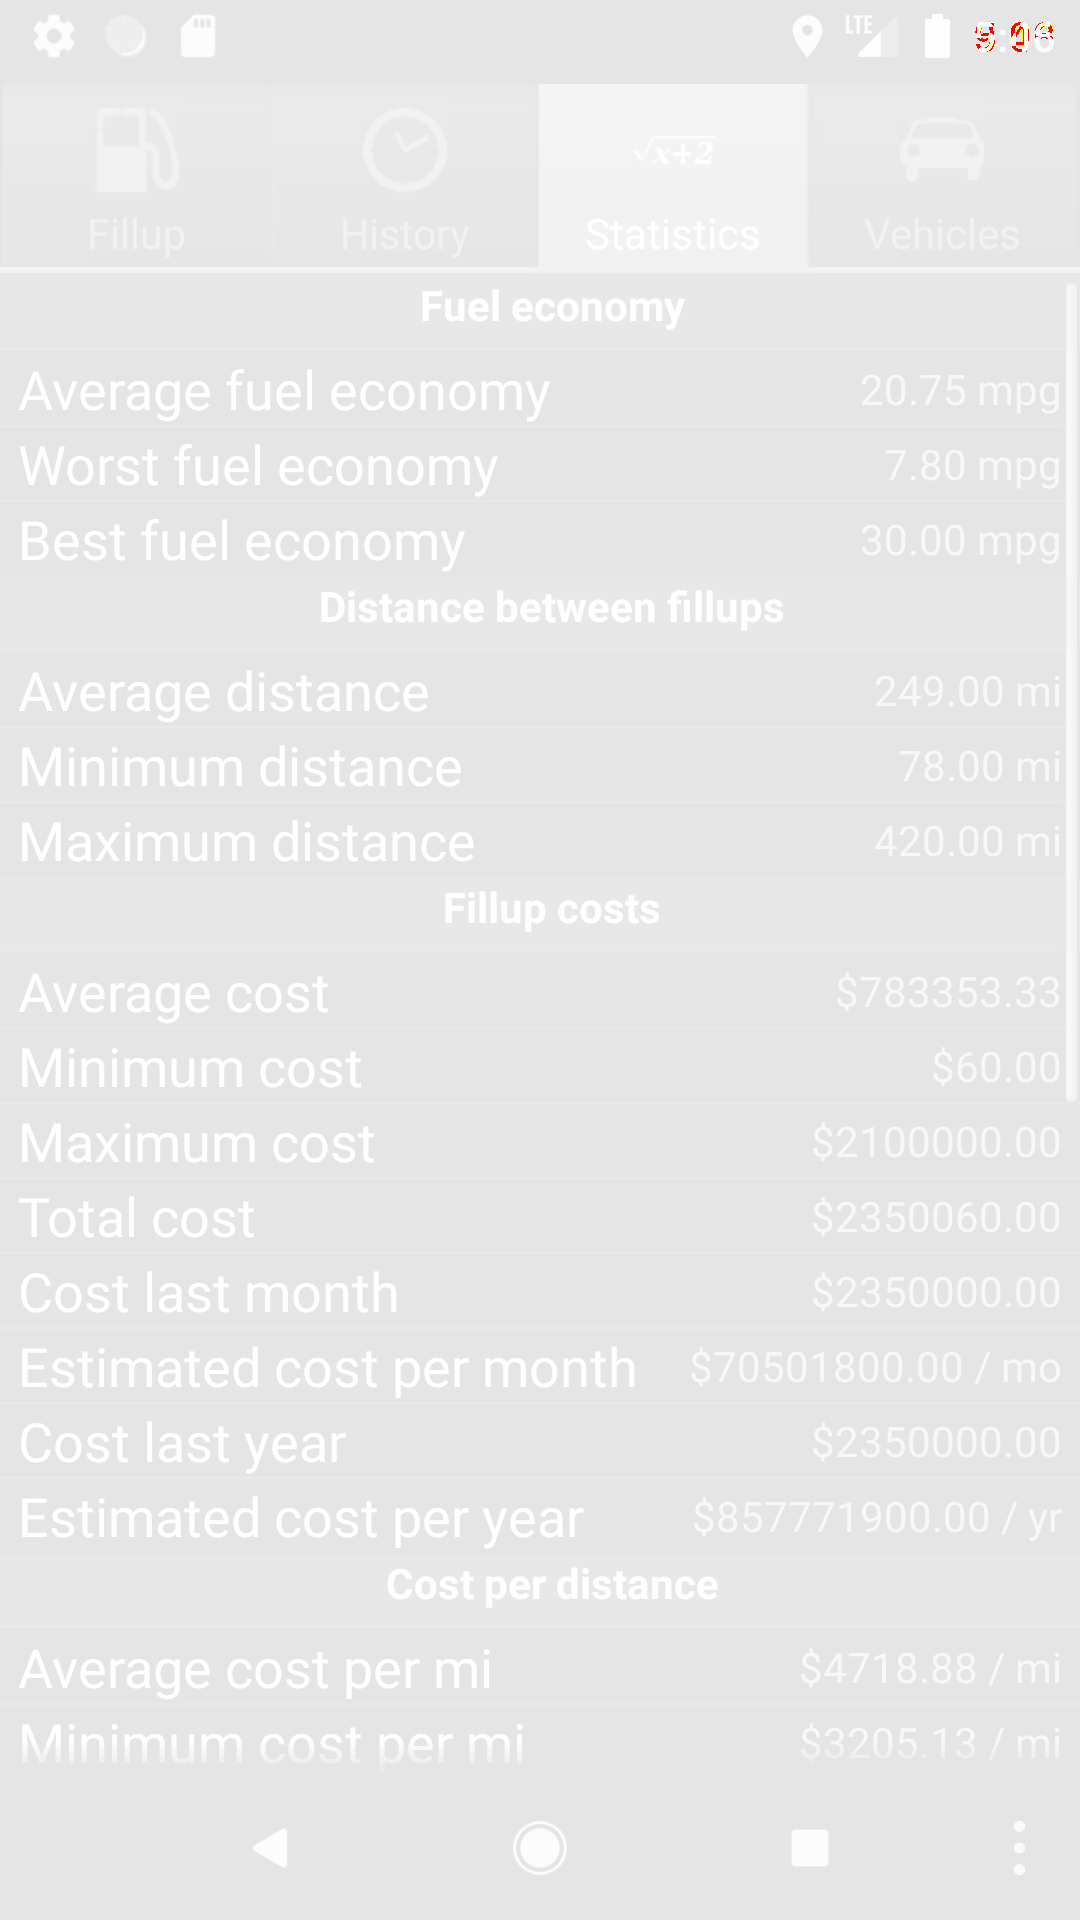 LTE
Fillup
History
√x+2
Statistics
Vehicles
Fuel economy
Average fuel economy 20.75 mpg
Worst fuel economy 7.80 mpg
Best fuel economy 30.00 mpg
Distance between fillups
Average distance 249.00 mi
Minimum distance 78.00 mi
Maximum distance 420.00 mi
Fillup costs
Average cost $783353.33
Minimum cost $60.00
Maximum cost $2100000.00
Total cost $2350060.00
Cost last month $2350000.00
Estimated cost per month $70501800.00 / mo
Cost last year $2350000.00
Estimated cost per year $857771900.00 / yr
Cost per distance
Average cost per mi $4718.88 / mi
Minimum cost per mi $3205.13 / mi